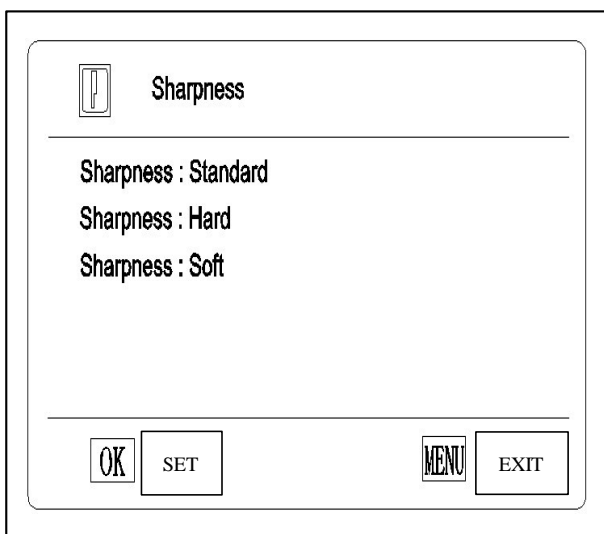 Sharpness
Sharpness : Standard
Sharpness : Hard
Sharpness : Soft
OK SET MENU EXIT